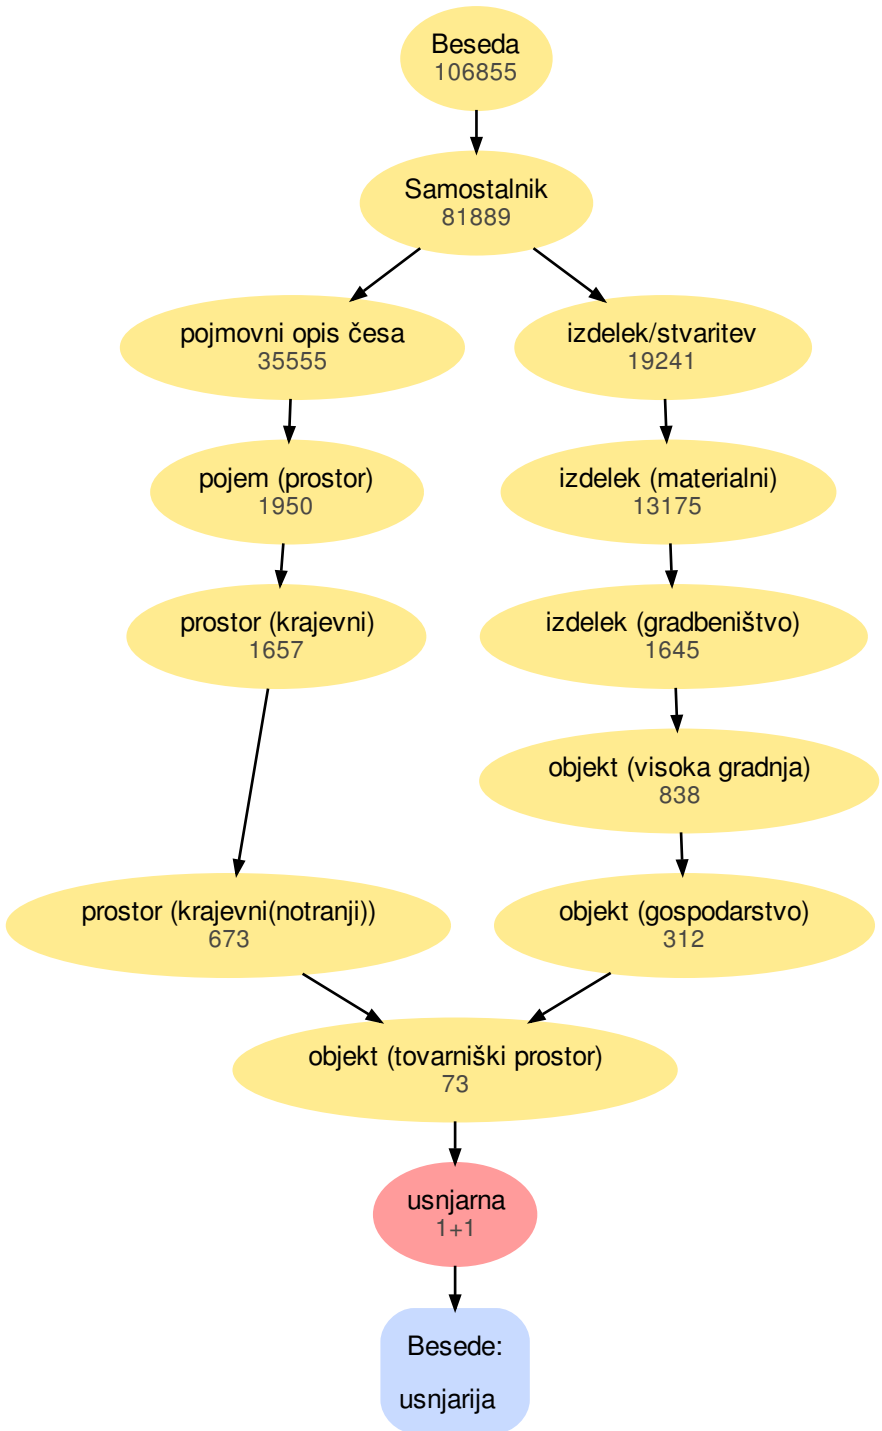 Beseda
106855
Samostalnik
81889
pojmovni opis česa
35555
izdelek/stvaritev
19241
pojem (prostor)
1950
izdelek (materialni)
13175
prostor (krajevni)
1657
izdelek (gradbeništvo)
1645
objekt (visoka gradnja)
838
prostor (krajevni(notranji))
673
objekt (gospodarstvo)
312
objekt (tovarniški prostor)
73
usnjarna
1+1
Besede:
usnjarija